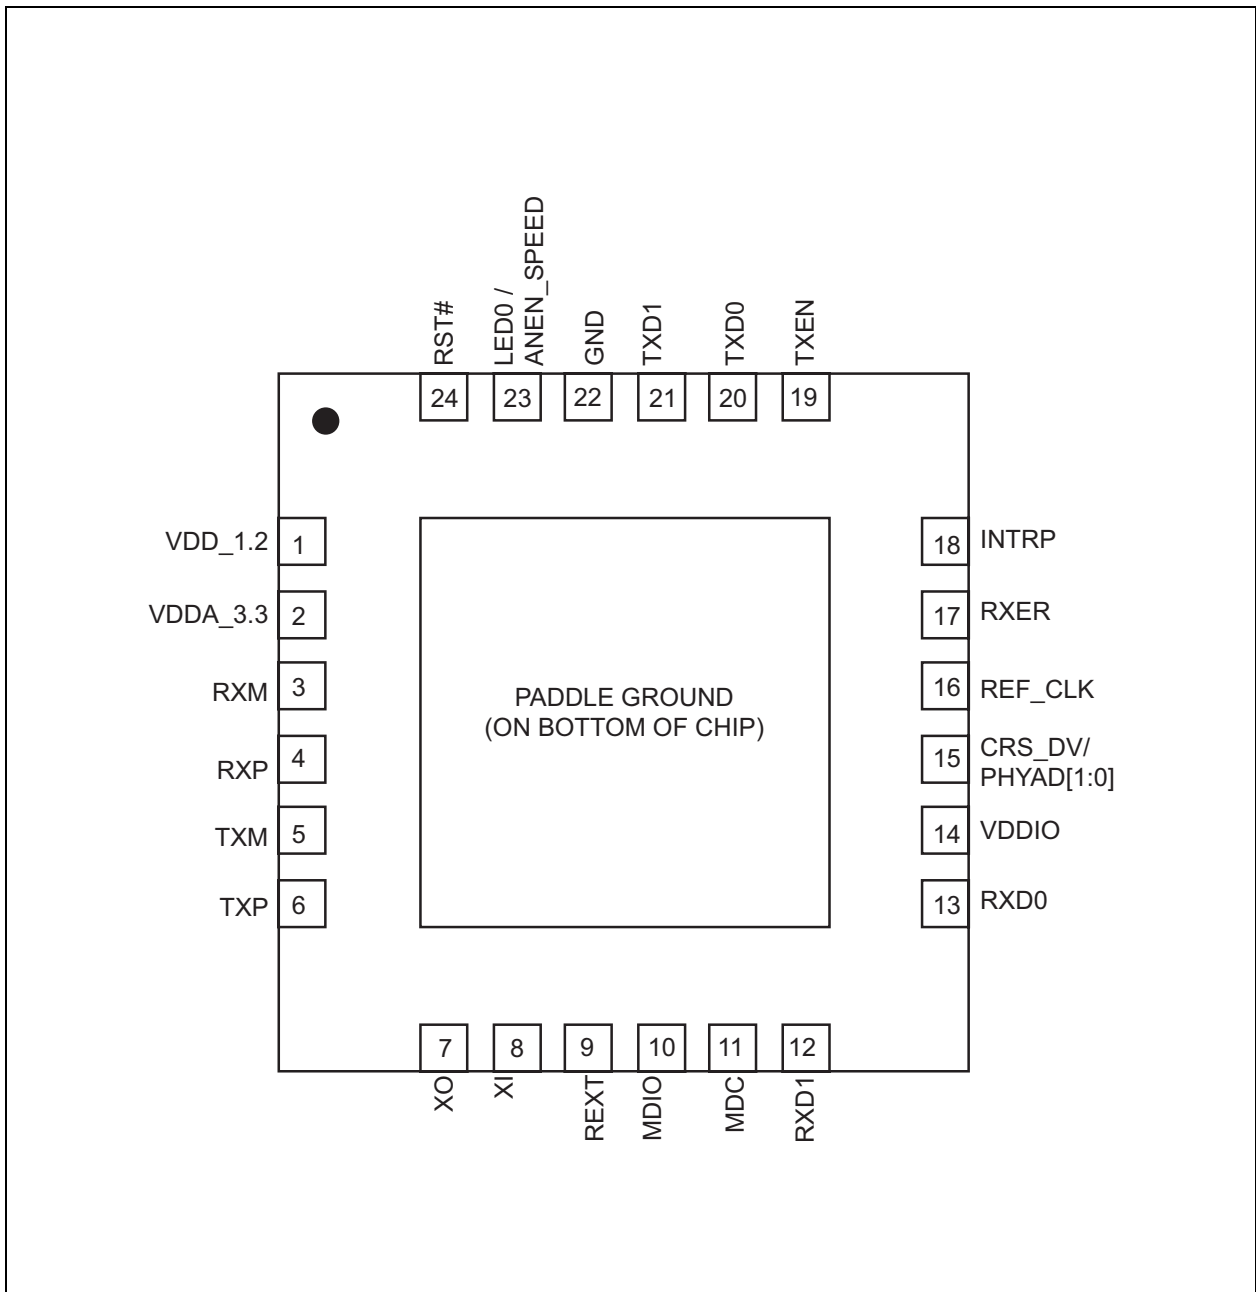 RST#
LED0 /
ANEN_SPEED
GND
TXD1
TXD0
TXEN
24
23
22
21
20
19
VDD_1.2
1
VDDA_3.3
2
RXM
3
RXP
4
TXM
5
TXP
6
PADDLE GROUND
(ON BOTTOM OF CHIP)
18
INTRP
17
RXER
16
REF_CLK
15
CRS_DV/
PHYAD[1:0]
14
VDDIO
13
RXD0
7
8
9
10
11
12
XO
XI
REXT
MDIO
MDC
RXD1